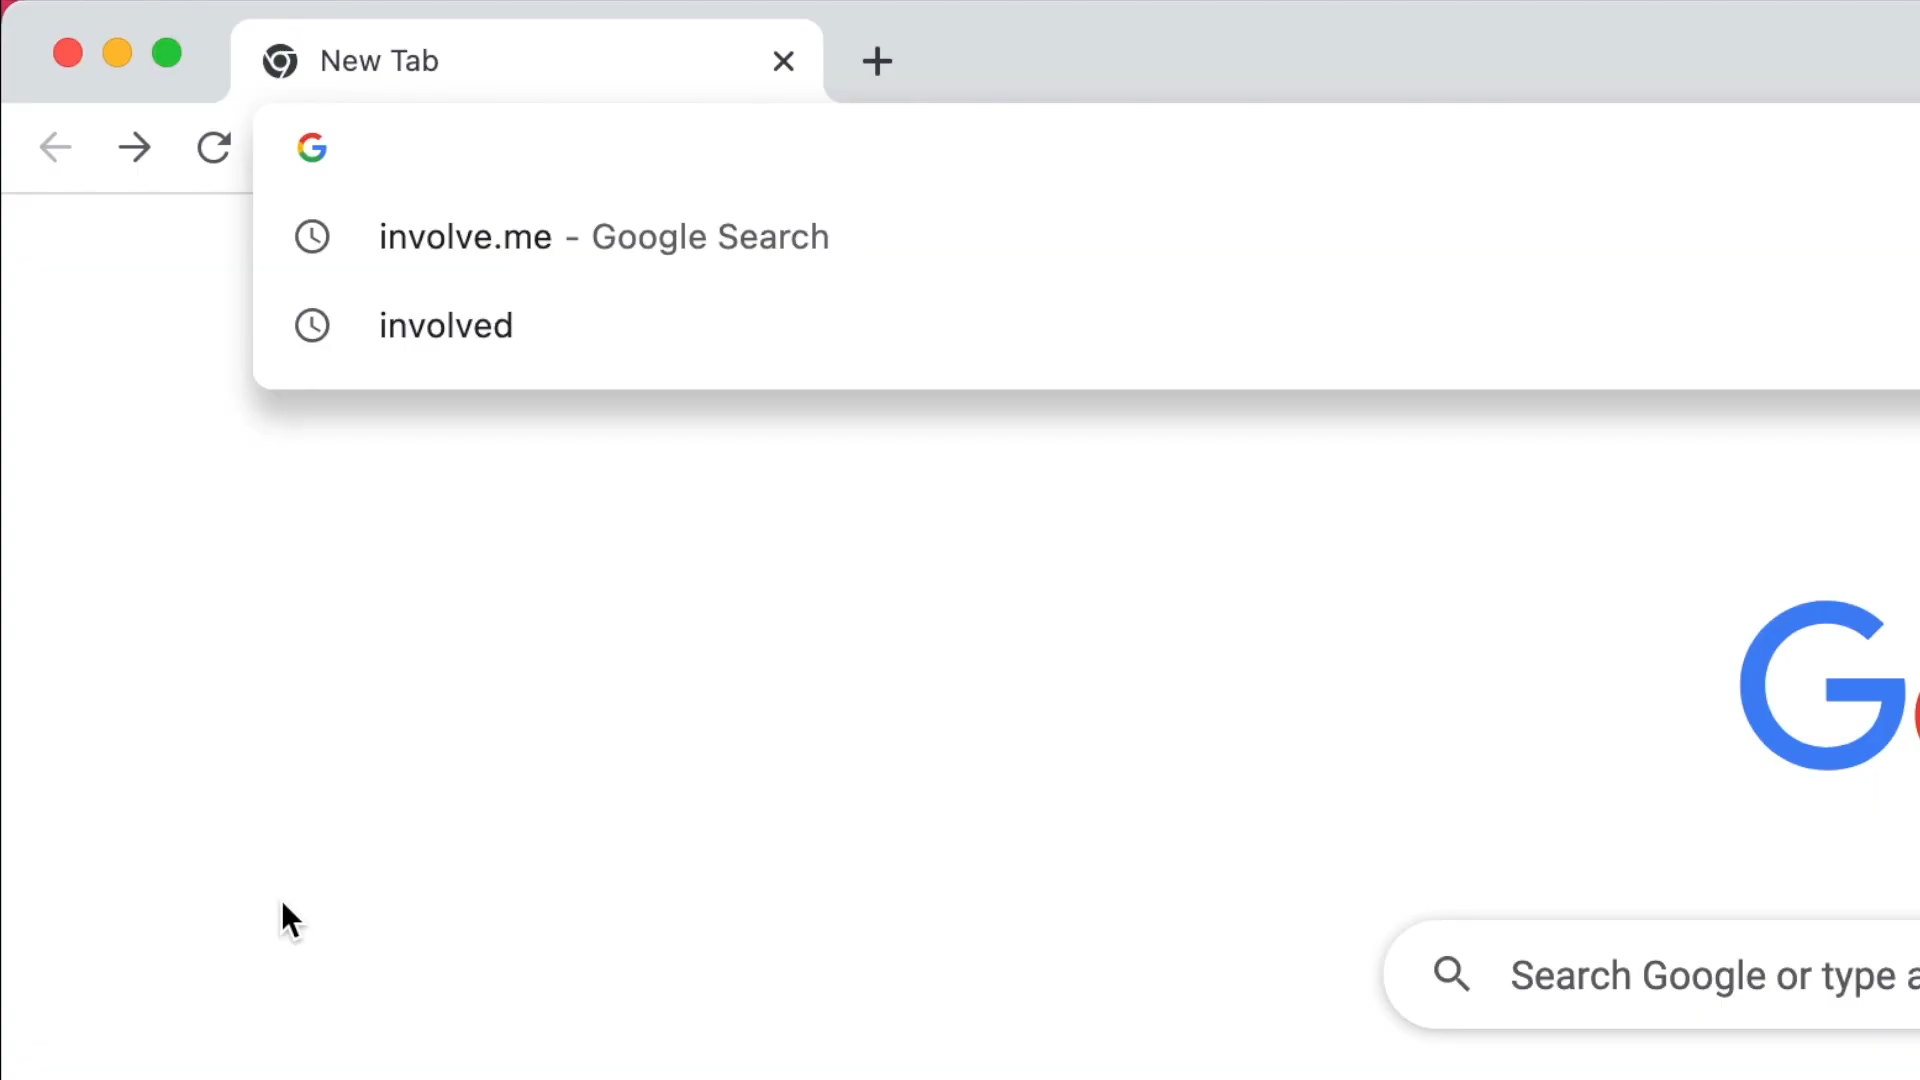 New Tab
involve.me - Google Search
involved
G
Search Google or type